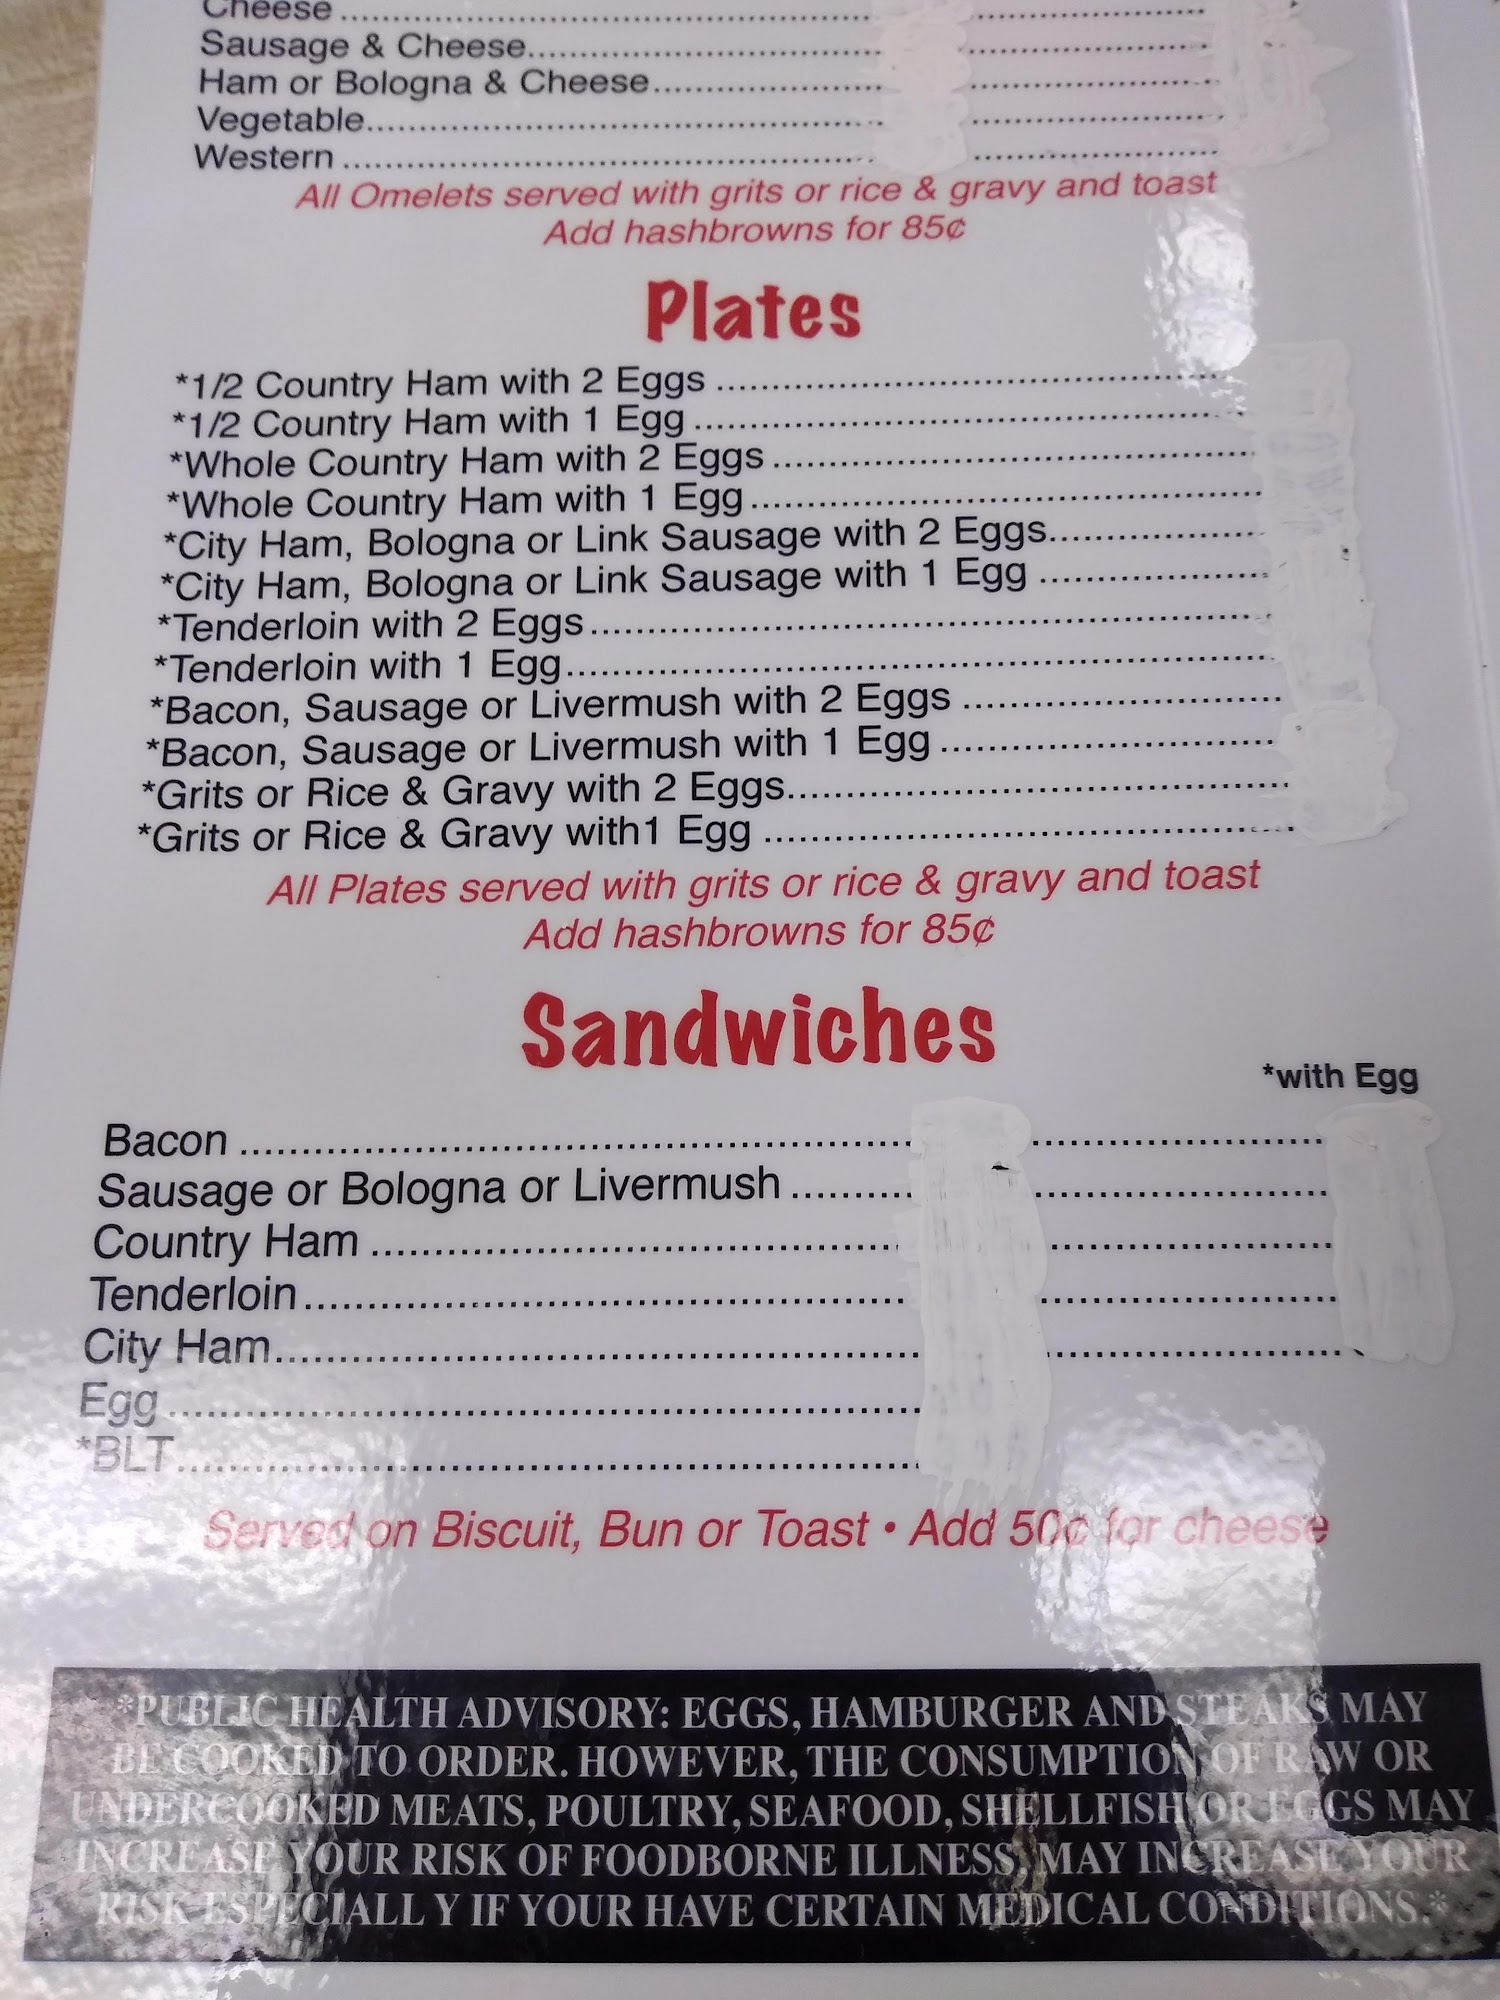 Cheese ........................................................ ........................
Sausage & Cheese................................... ........................
Ham or Bologna & Cheese....................... ........................
Vegetable.................................................... ........................
Western ...................................................... ........................
All Omelets served with grits or rice & gravy and toast
Add hashbrowns for 85¢
Plates
*1/2 Country Ham with 2 Eggs ................................................
*1/2 Country Ham with 1 Egg ..................................................
*Whole Country Ham with 2 Eggs ............................................
*Whole Country Ham with 1 Egg ..............................................
*City Ham, Bologna or Link Sausage with 2 Eggs....................
*City Ham, Bologna or Link Sausage with 1 Egg .....................
*Tenderloin with 2 Eggs............................................................
*Tenderloin with 1 Egg..............................................................
*Bacon, Sausage or Livermush with 2 Eggs ............................
*Bacon, Sausage or Livermush with 1 Egg ..............................
*Grits or Rice & Gravy with 2 Eggs...........................................
*Grits or Rice & Gravy with1 Egg .............................................
All Plates served with grits or rice & gravy and toast
Add hashbrowns for 85¢
Sandwiches
*with Egg
Bacon ...................................................... ........................
Sausage or Bologna or Livermush .......... ........................
Country Ham .......................................... .......................
Tenderloin................................................ ........................
City Ham................................................... ........................
Egg ...........................................................
*BLT..........................................................
Served on Biscuit, Bun or Toast • Add 50¢ for cheese
*PUBLIC HEALTH ADVISORY: EGGS, HAMBURGER AND STEAKS MAY
BE COOKED TO ORDER. HOWEVER, THE CONSUMPTION OF RAW OR
UNDERCOOKED MEATS, POULTRY, SEAFOOD, SHELLFISH OR EGGS MAY
INCREASE YOUR RISK OF FOODBORNE ILLNESS, MAY INCREASE YOUR
RISK ESPECIALL Y IF YOUR HAVE CERTAIN MEDICAL CONDITIONS.*